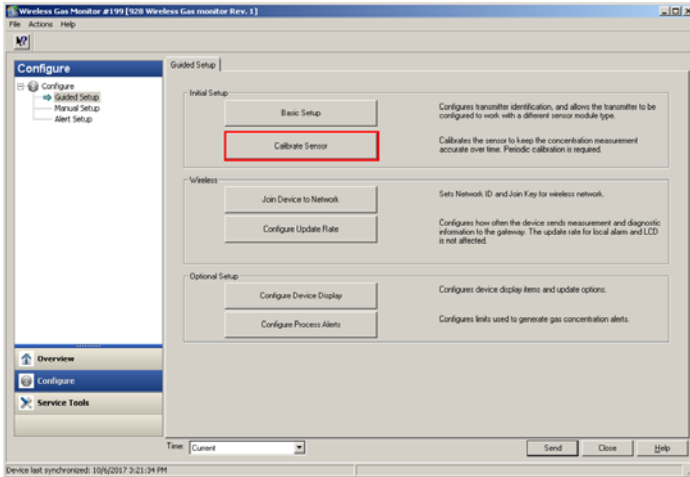 Wireless Gas Monitor #199 [928 Wireless Gas monitor Rev. 1]
File Actions Help
Configure
Configure
Guided Setup
Manual Setup
Alert Setup
Overview
Configure
Service Tools
Guided Setup
Initial Setup
Basic Setup
Configures transmitter identification, and allows the transmitter to be
configured to work with a different sensor module type.
Calibrate Sensor
Calibrates the sensor to keep the concentration measurement
accurate over time. Periodic calibration is required.
Wireless
Join Device to Network
Sets Network ID and Join Key for wireless network.
Configure Update Rate
Configures how often the device sends measurement and diagnostic
information to the gateway. The update rate for local alarm and LCD
is not affected.
Optional Setup
Configure Device Display
Configures device display items and update options.
Configure Process Alerts
Configures limits used to generate gas concentration alerts.
Time: Current
Send Close Help
Device last synchronized: 10/6/2017 3:21:34 PM